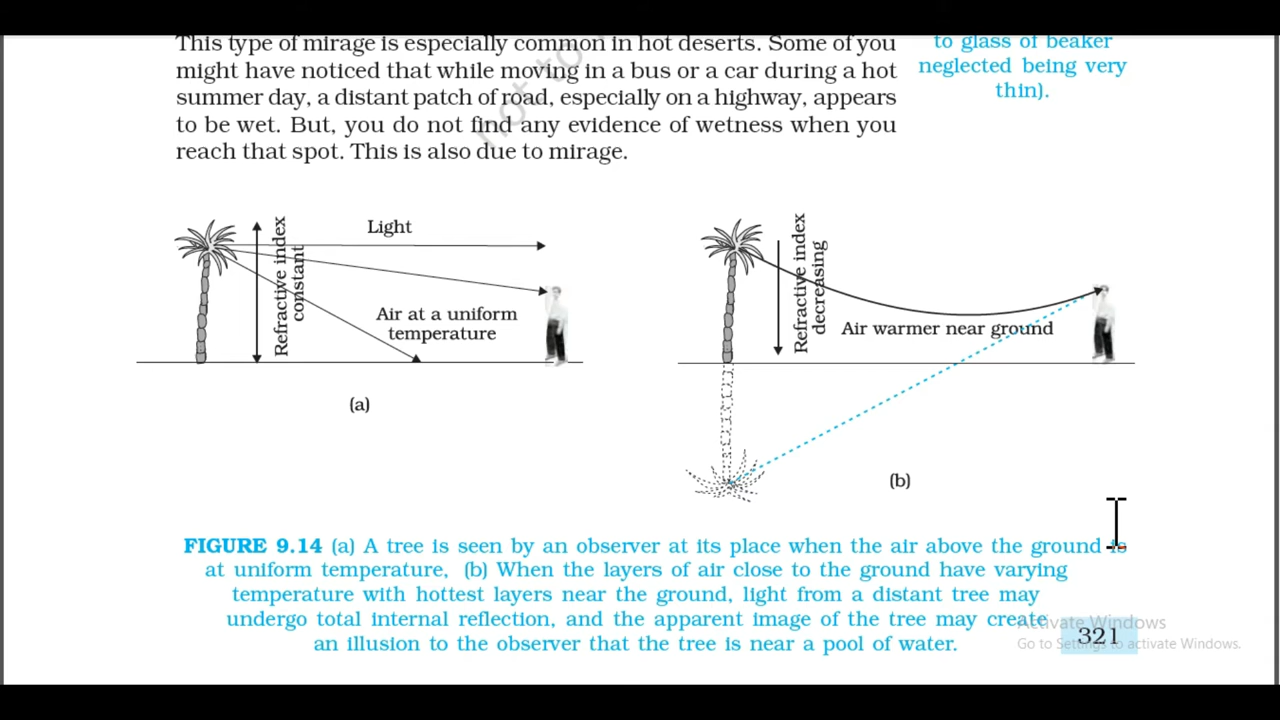 This type of mirage is especially common in hot deserts. Some of you
might have noticed that while moving in a bus or a car during a hot
summer day, a distant patch of road, especially on a highway, appears
to be wet. But, you do not find any evidence of wetness when you
reach that spot. This is also due to mirage.
to glass of beaker
neglected being very
thin).
not to
Light
Refractive index
constant
Air at a uniform
temperature
(a)
Refractive index
decreasing
Air warmer near ground
(b)
FIGURE 9.14 (a) A tree is seen by an observer at its place when the air above the ground is
at uniform temperature, (b) When the layers of air close to the ground have varying
temperature with hottest layers near the ground, light from a distant tree may
undergo total internal reflection, and the apparent image of the tree may create
an illusion to the observer that the tree is near a pool of water.
321
Activate Windows
Go to Settings to activate Windows.